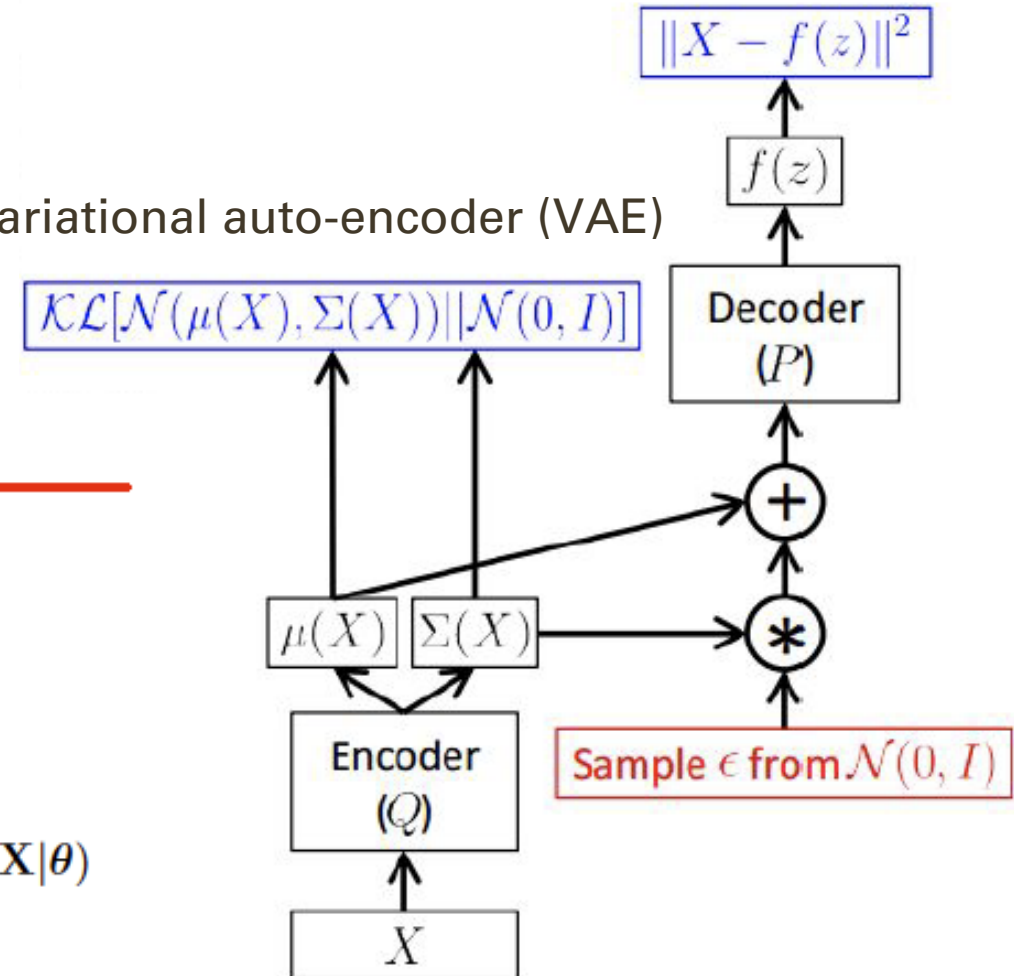 ‖X − f(z)‖²
f(z)
ariational auto-encoder (VAE)
𝒦ℒ[𝒩(μ(X), Σ(X))||𝒩(0, I)]
Decoder
(P)
+
μ(X)
Σ(X)
*
Encoder
(Q)
Sample ϵ from 𝒩(0, I)
X|θ)
X